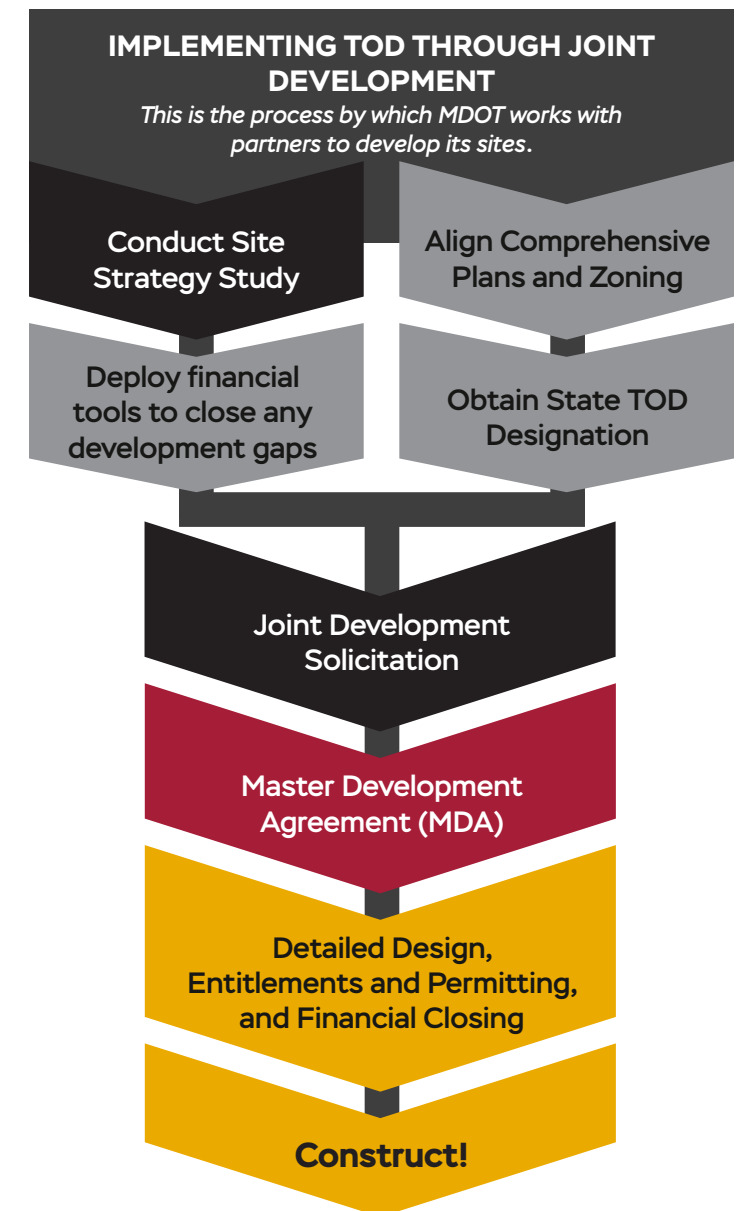 IMPLEMENTING TOD THROUGH JOINT
DEVELOPMENT
This is the process by which MDOT works with
partners to develop its sites.
Conduct Site
Strategy Study
Align Comprehensive
Plans and Zoning
Deploy financial
tools to close any
development gaps
Obtain State TOD
Designation
Joint Development
Solicitation
Master Development
Agreement (MDA)
Detailed Design,
Entitlements and Permitting,
and Financial Closing
Construct!